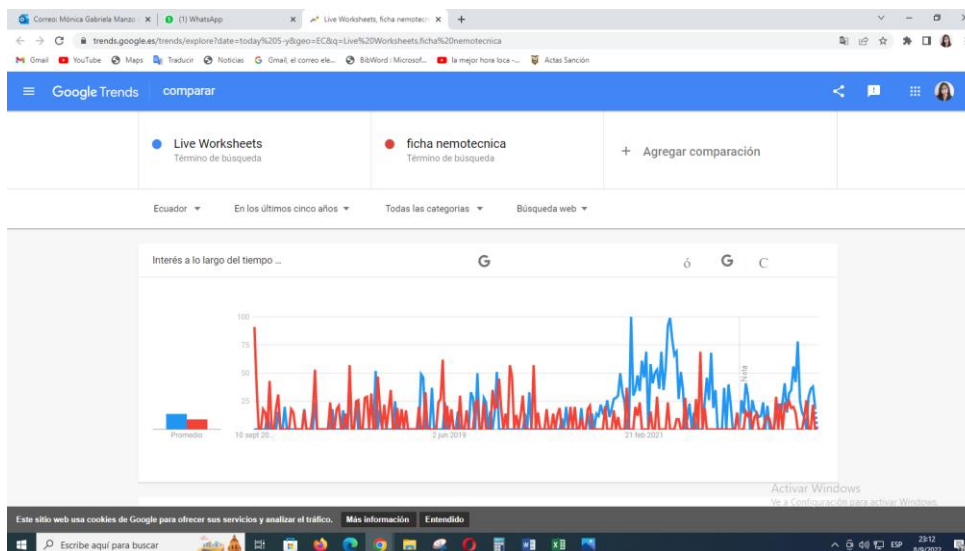 Correo: Mónica Gabriela Manzo
(1) WhatsApp
Live Worksheets, ficha nemotecn
trends.google.es/trends/explore?date=today%205-y&geo=EC&q=Live%20Worksheets,ficha%20nemotecnica
Gmail YouTube Maps Traducir Noticias Gmail, el correo ele... BibWord : Microsof... la mejor hora loca -... Actas Sanción
Google Trends comparar
Live Worksheets
Término de búsqueda
ficha nemotecnica
Término de búsqueda
+ Agregar comparación
Ecuador En los últimos cinco años Todas las categorías Búsqueda web
Interés a lo largo del tiempo ... G ó G C
100
75
50
25
Nota
Promedio
10 sept 20... 2 jun 2019 21 feb 2021
Activar Windows
Ve a Configuración para activar Windows.
Este sitio web usa cookies de Google para ofrecer sus servicios y analizar el tráfico. Más información Entendido
Escribe aquí para buscar
ESP
23:12
8/9/2022